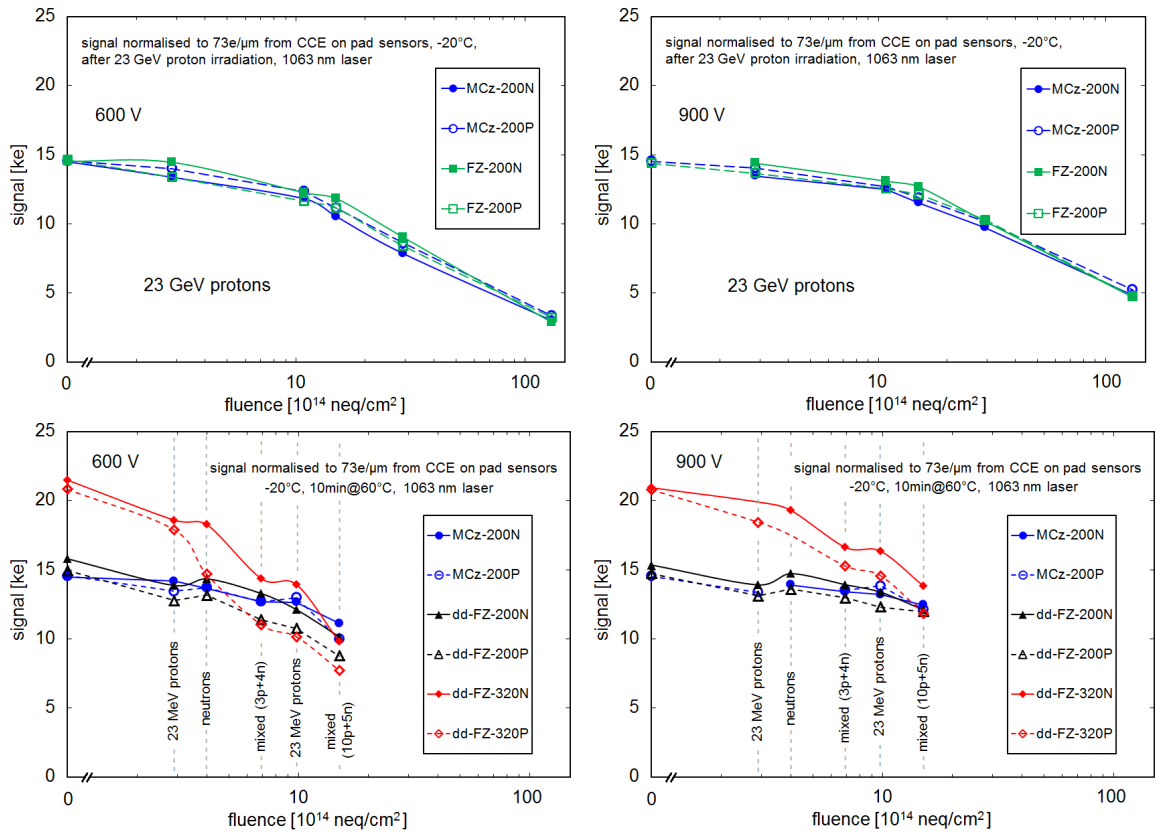 signal normalised to 73e/µm from CCE on pad sensors, -20°C,
after 23 GeV proton irradiation, 1063 nm laser
600 V
MCz-200N
MCz-200P
FZ-200N
FZ-200P
23 GeV protons
signal [ke]
25
20
15
10
5
0
0
10
100
fluence [10¹⁴ neq/cm²]
signal normalised to 73e/µm from CCE on pad sensors, -20°C,
after 23 GeV proton irradiation, 1063 nm laser
900 V
MCz-200N
MCz-200P
FZ-200N
FZ-200P
23 GeV protons
signal [ke]
25
20
15
10
5
0
0
10
100
fluence [10¹⁴ neq/cm²]
600 V
signal normalised to 73e/µm from CCE on pad sensors
-20°C, 10min@60°C, 1063 nm laser
MCz-200N
MCz-200P
dd-FZ-200N
dd-FZ-200P
dd-FZ-320N
dd-FZ-320P
23 MeV protons
neutrons
mixed (3p+4n)
23 MeV protons
mixed
(10p+5n)
signal [ke]
25
20
15
10
5
0
0
10
100
fluence [10¹⁴ neq/cm²]
900 V
signal normalised to 73e/µm from CCE on pad sensors
-20°C, 10min@60°C, 1063 nm laser
MCz-200N
MCz-200P
dd-FZ-200N
dd-FZ-200P
dd-FZ-320N
dd-FZ-320P
23 MeV protons
neutrons
mixed (3p+4n)
23 MeV protons
mixed (10p+5n)
signal [ke]
25
20
15
10
5
0
0
10
100
fluence [10¹⁴ neq/cm²]